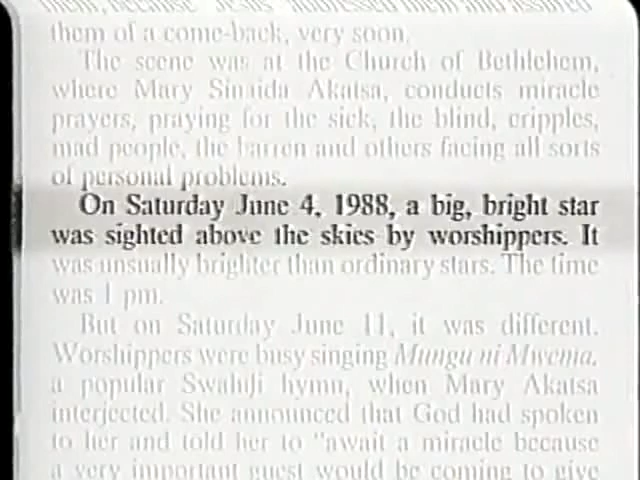 them of a come-back, very soon.
The scene was at the Church of Bethlehem,
where Mary Sinaida Akatsa, conducts miracle
prayers, praying for the sick, the blind, cripples,
mad people, the barren and others facing all sorts
of personal problems.
On Saturday June 4, 1988, a big, bright star
was sighted above the skies by worshippers. It
was unsually brighter than ordinary stars. The time
was 1 pm.
But on Saturday June 11, it was different.
Worshippers were busy singing Mungu ni Mwema,
a popular Swahili hymn, when Mary Akatsa
interjected. She announced that God had spoken
to her and told her to "await a miracle because
a very important guest would be coming to give